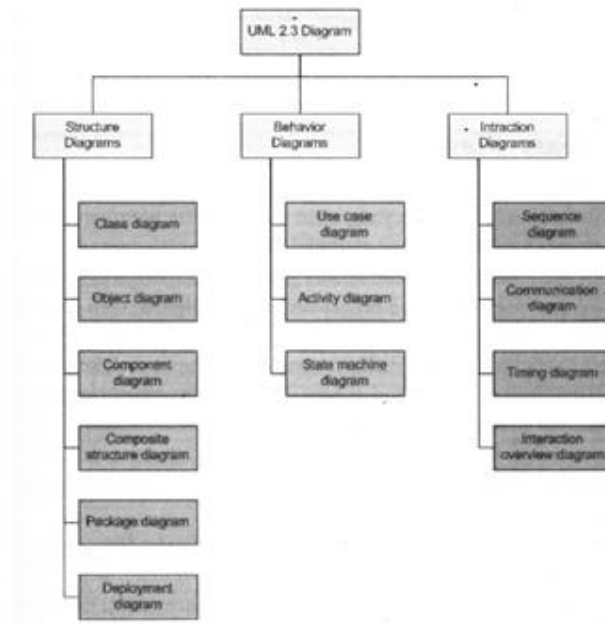 UML 2.3 Diagram
Structure
Diagrams
Behavior
Diagrams
Intraction
Diagrams
Class diagram
Object diagram
Component
diagram
Composite
structure diagram
Package diagram
Deployment
diagram
Use case
diagram
Activity diagram
State machine
diagram
Sequence
diagram
Communication
diagram
Timing diagram
Interaction
overview diagram